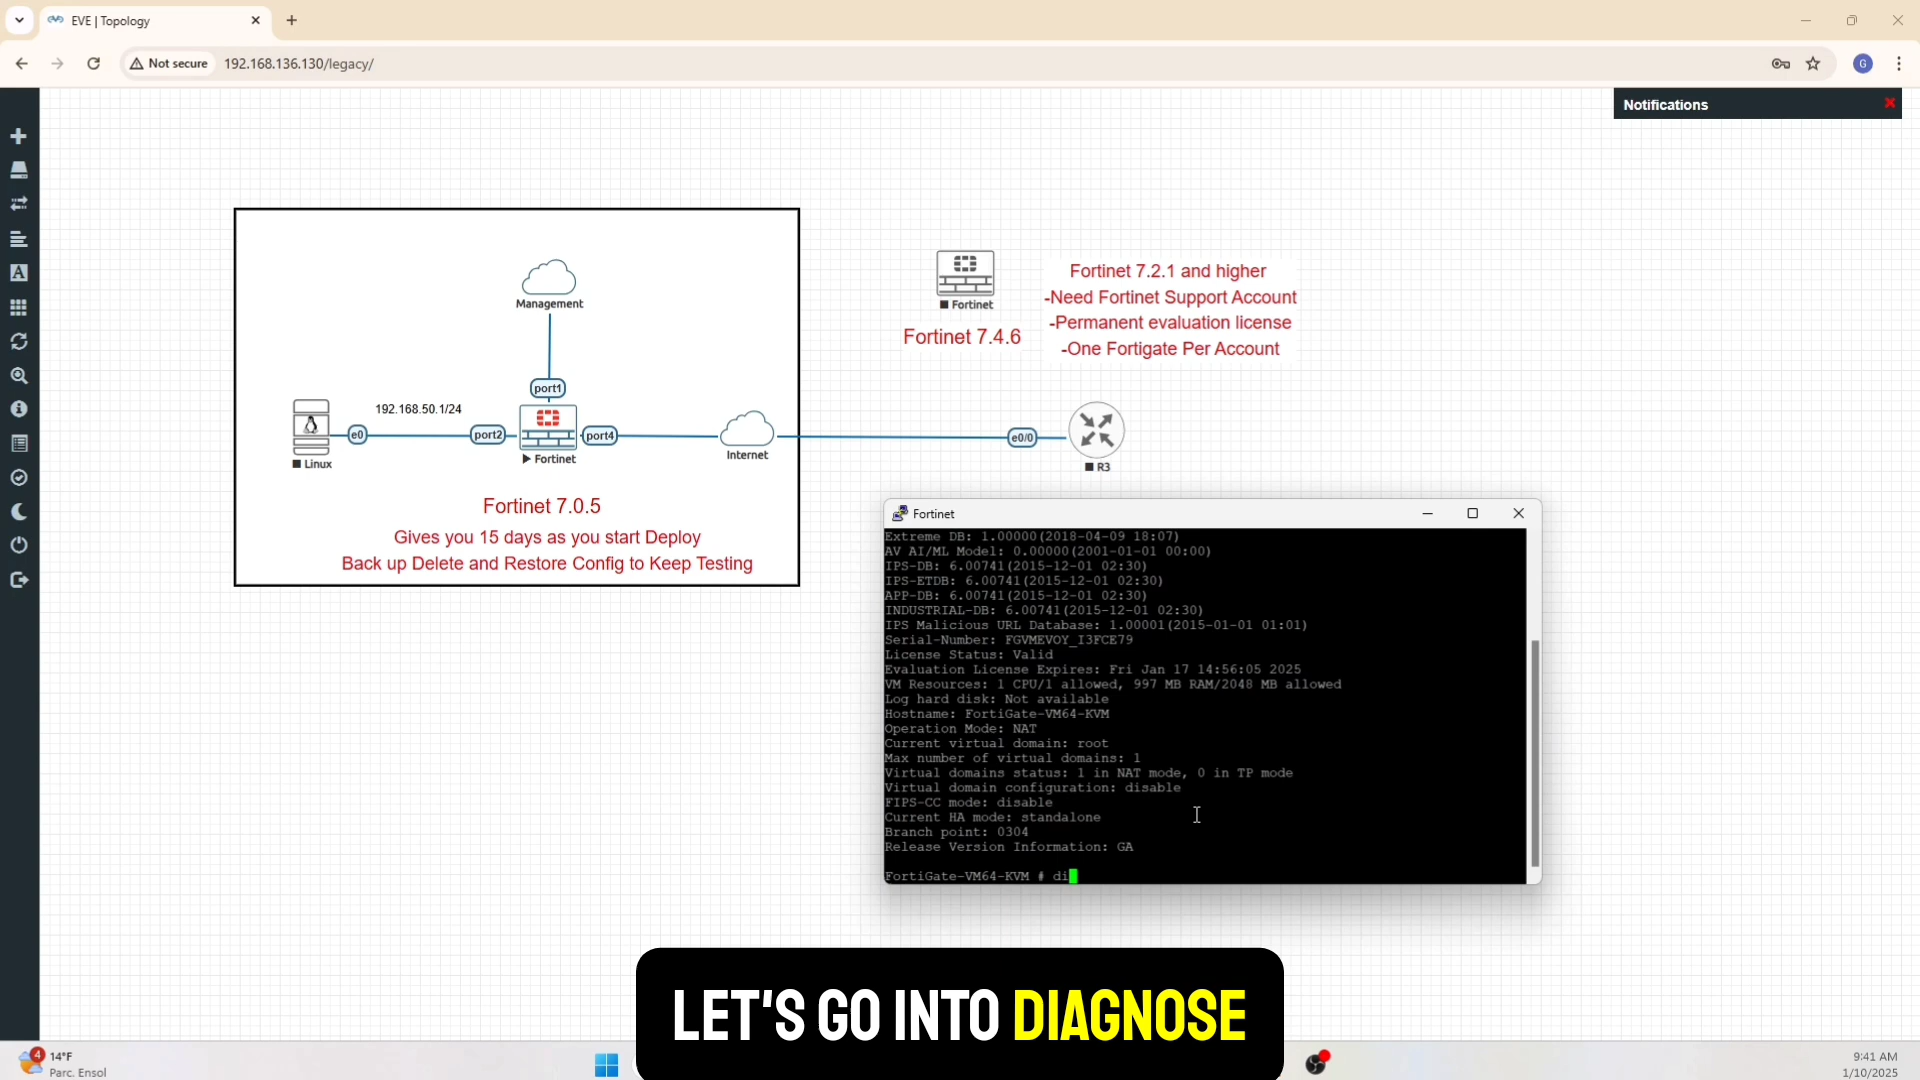 EVE | Topology
Not secure
192.168.136.130/legacy/
G
Notifications
Management
port1
192.168.50.1/24
e0
port2
port4
Linux
Fortinet
Internet
Fortinet 7.0.5
Gives you 15 days as you start Deploy
Back up Delete and Restore Config to Keep Testing
Fortinet
Fortinet 7.4.6
Fortinet 7.2.1 and higher
-Need Fortinet Support Account
-Permanent evaluation license
-One Fortigate Per Account
e0/0
R3
Fortinet
Extreme DB: 1.00000(2018-04-09 18:07)
AV AI/ML Model: 0.00000(2001-01-01 00:00)
IPS-DB: 6.00741(2015-12-01 02:30)
IPS-ETDB: 6.00741(2015-12-01 02:30)
APP-DB: 6.00741(2015-12-01 02:30)
INDUSTRIAL-DB: 6.00741(2015-12-01 02:30)
IPS Malicious URL Database: 1.00001(2015-01-01 01:01)
Serial-Number: FGVMEVOY_I3FCE79
License Status: Valid
Evaluation License Expires: Fri Jan 17 14:56:05 2025
VM Resources: 1 CPU/1 allowed, 997 MB RAM/2048 MB allowed
Log hard disk: Not available
Hostname: FortiGate-VM64-KVM
Operation Mode: NAT
Current virtual domain: root
Max number of virtual domains: 1
Virtual domains status: 1 in NAT mode, 0 in TP mode
Virtual domain configuration: disable
FIPS-CC mode: disable
Current HA mode: standalone
Branch point: 0304
Release Version Information: GA
FortiGate-VM64-KVM # di
LET'S GO INTO DIAGNOSE
4
14°F
Parc. Ensol
9:41 AM
1/10/2025